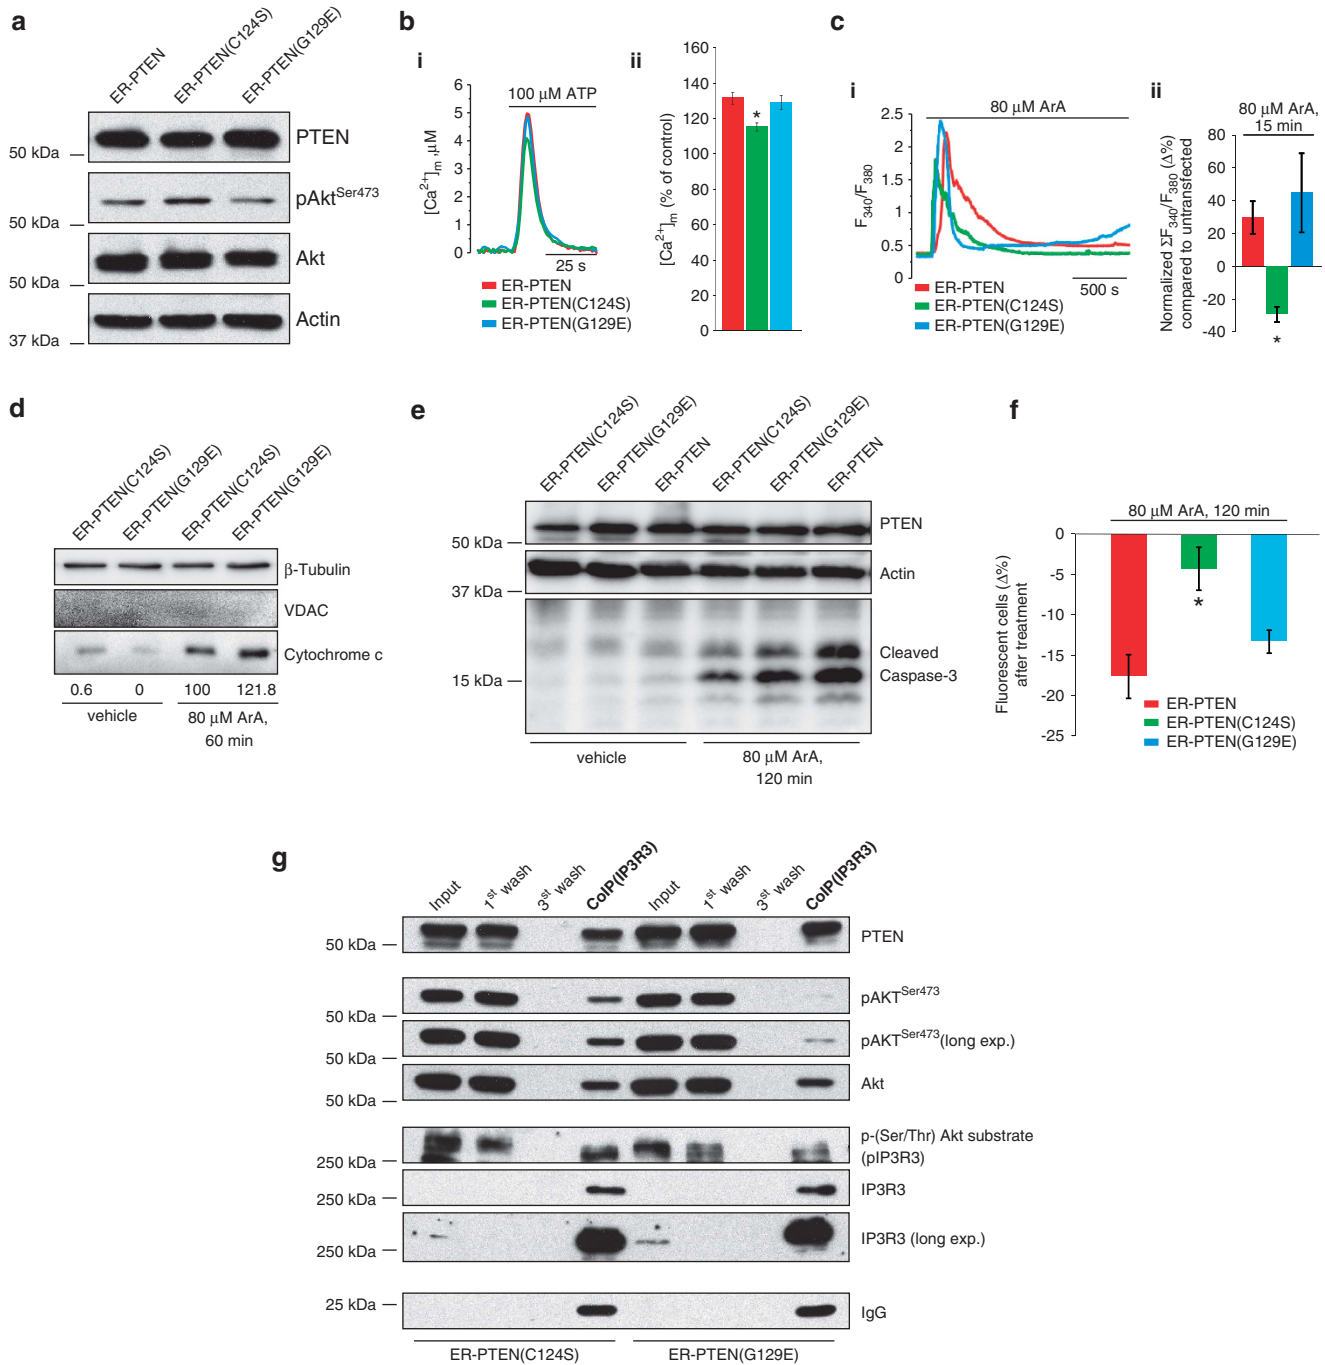 a
ER-PTEN
ER-PTEN(C124S)
ER-PTEN(G129E)
PTEN
50 kDa
pAkt^Ser473
50 kDa
Akt
50 kDa
Actin
37 kDa
b
i
100 µM ATP
[Ca²⁺]m ,µM
6
5
4
3
2
1
0
25 s
ER-PTEN
ER-PTEN(C124S)
ER-PTEN(G129E)
ii
[Ca²⁺]m (% of control)
160
140
120
100
80
60
40
20
0
*
c
i
80 µM ArA
F340/F380
2.5
2
1.5
1
0.5
0
500 s
ER-PTEN
ER-PTEN(C124S)
ER-PTEN(G129E)
ii
80 µM ArA,
15 min
Normalized ΣF340/F380 (Δ%)
compared to untransfected
80
60
40
20
0
-20
-40
*
d
ER-PTEN(C124S)
ER-PTEN(G129E)
ER-PTEN(C124S)
ER-PTEN(G129E)
β-Tubulin
VDAC
Cytochrome c
0.6 0 100 121.8
vehicle
80 µM ArA,
60 min
e
ER-PTEN(C124S)
ER-PTEN(G129E)
ER-PTEN
ER-PTEN(C124S)
ER-PTEN(G129E)
ER-PTEN
PTEN
50 kDa
Actin
37 kDa
Cleaved
Caspase-3
15 kDa
vehicle
80 µM ArA,
120 min
f
80 µM ArA, 120 min
Fluorescent cells (Δ%)
after treatment
0
-5
-10
-15
-20
-25
*
ER-PTEN
ER-PTEN(C124S)
ER-PTEN(G129E)
g
Input
1st wash
3st wash
CoIP(IP3R3)
Input
1st wash
3st wash
CoIP(IP3R3)
50 kDa
PTEN
pAKT^Ser473
50 kDa
pAKT^Ser473(long exp.)
50 kDa
Akt
50 kDa
p-(Ser/Thr) Akt substrate
(pIP3R3)
250 kDa
IP3R3
250 kDa
IP3R3 (long exp.)
250 kDa
25 kDa
IgG
ER-PTEN(C124S)
ER-PTEN(G129E)